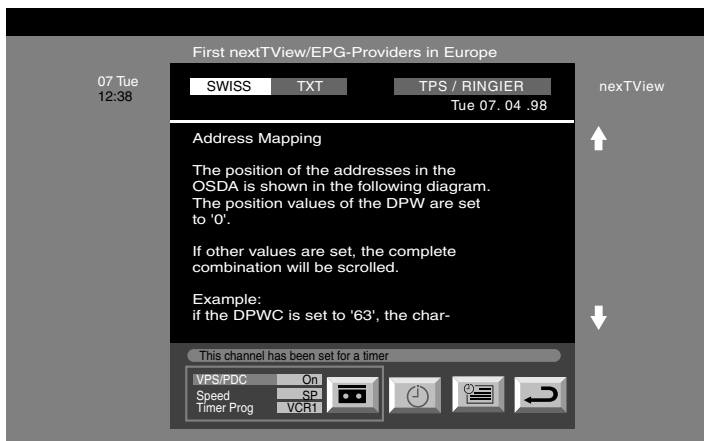 First nextTView/EPG-Providers in Europe
07 Tue
12:38
SWISS TXT TPS / RINGIER
nexTView
Tue 07. 04 .98
Address Mapping
The position of the addresses in the
OSDA is shown in the following diagram.
The position values of the DPW are set
to '0'.
If other values are set, the complete
combination will be scrolled.
Example:
if the DPWC is set to '63', the char-
This channel has been set for a timer
VPS/PDC On
Speed SP
Timer Prog VCR1